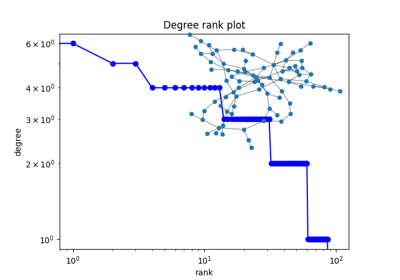 Degree rank plot
6 × 10⁰
4 × 10⁰
3 × 10⁰
2 × 10⁰
10⁰
degree
10⁰
10¹
10²
rank